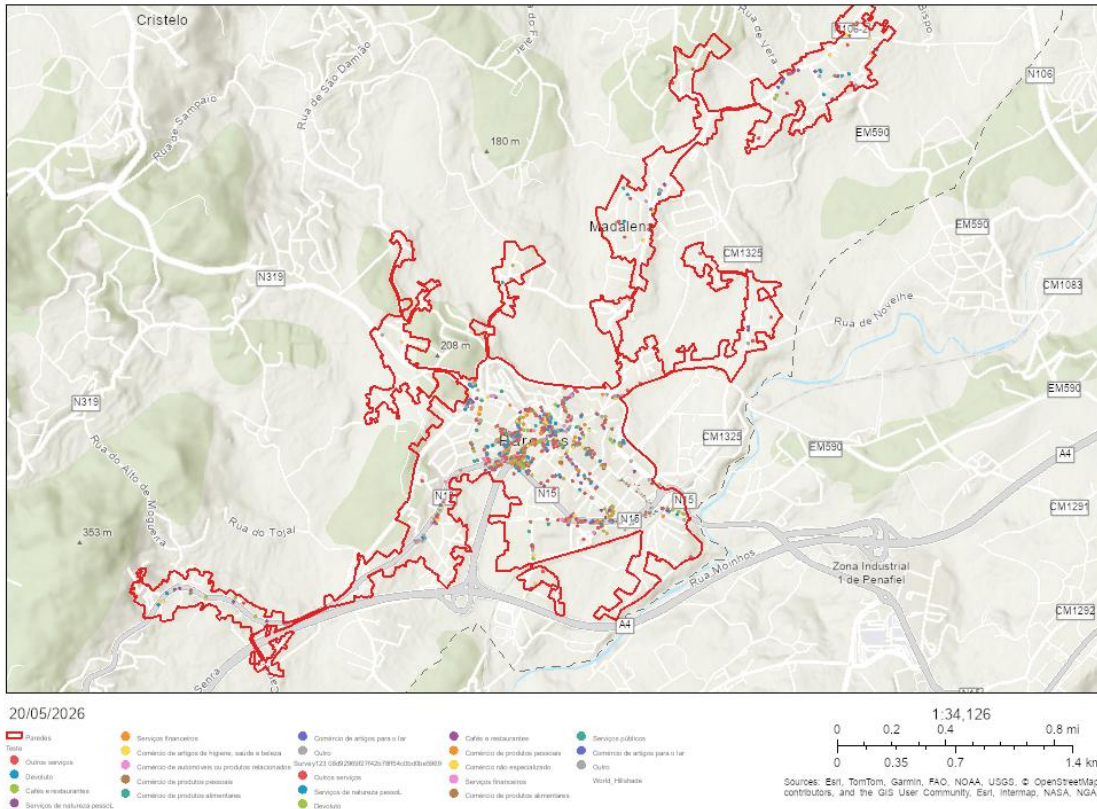 Cristelo
Rua de Samparo
Rua de São Damião
180 m
Rua de Vera
Bispo
N106
EM590
Madalena
CM1325
EM590
CM1083
Rua de Novelhe
N319
208 m
N319
EM590
CM1325
EM590
A4
Rua do Alto de Mogueira
N15
N15
N15
CM1291
353 m
Rua do Tojal
Rua Moinhos
Zona Industrial
1 de Penafiel
A4
CM1292
Senra
20/05/2026
Paredes
Teste
Outros serviços
Devoluto
Cafés e restaurantes
Serviços de natureza pessoL
Serviços financeiros
Comércio de artigos de higiene, saúde e beleza
Comércio de automóveis ou produtos relacionados
Comércio de produtos pessoais
Comércio de produtos alimentares
Comércio de artigos para o lar
Outro
Outros serviços
Serviços de natureza pessoL
Devoluto
Cafés e restaurantes
Comércio de produtos pessoais
Comércio não especializado
Serviços financeiros
Comércio de produtos alimentares
Serviços públicos
Comércio de artigos para o lar
Outro
World_Hillshade
1:34,126
0 0.2 0.4 0.8 mi
0 0.35 0.7 1.4 km
Sources: Esri, TomTom, Garmin, FAO, NOAA, USGS, © OpenStreetMap
contributors, and the GIS User Community, Esri, Intermap, NASA, NGA,